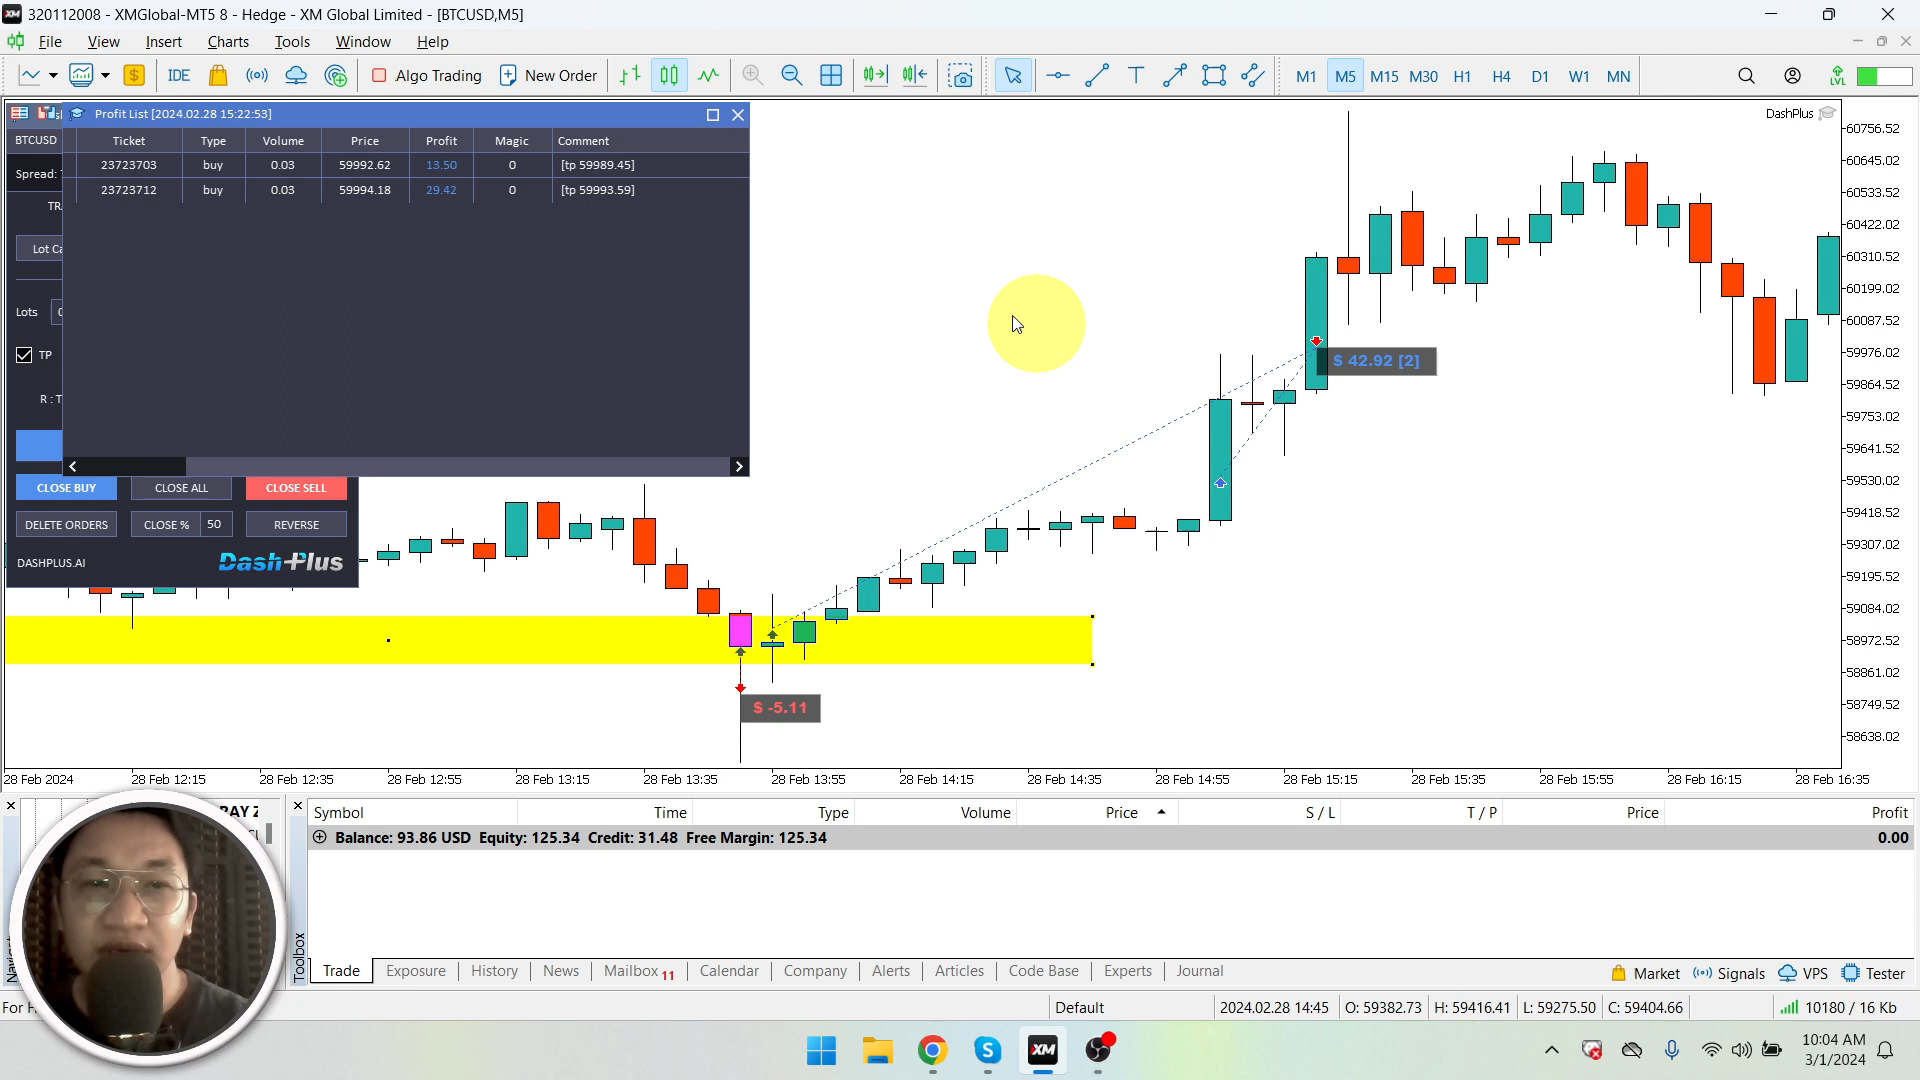 320112008 - XMGlobal-MT5 8 - Hedge - XM Global Limited - [BTCUSD,M5]
File View Insert Charts Tools Window Help
IDE Algo Trading New Order M1 M5 M15 M30 H1 H4 D1 W1 MN LVL
Profit List [2024.02.28 15:22:53]
DashPlus
BTCUSD
Ticket Type Volume Price Profit Magic Comment
23723703 buy 0.03 59992.62 13.50 0 [tp 59989.45]
23723712 buy 0.03 59994.18 29.42 0 [tp 59993.59]
Spread:
Lot Ca
Lots
TP
R : T
CLOSE BUY CLOSE ALL CLOSE SELL
DELETE ORDERS CLOSE % 50 REVERSE
DASHPLUS.AI DashPlus
$ 42.92 [2]
$ -5.11
60756.52
60645.02
60533.52
60422.02
60310.52
60199.02
60087.52
59976.02
59864.52
59753.02
59641.52
59530.02
59418.52
59307.02
59195.52
59084.02
58972.52
58861.02
58749.52
58638.02
28 Feb 2024 28 Feb 12:15 28 Feb 12:35 28 Feb 12:55 28 Feb 13:15 28 Feb 13:35 28 Feb 13:55 28 Feb 14:15 28 Feb 14:35 28 Feb 14:55 28 Feb 15:15 28 Feb 15:35 28 Feb 15:55 28 Feb 16:15 28 Feb 16:35
Symbol Time Type Volume Price S / L T / P Price Profit
Balance: 93.86 USD Equity: 125.34 Credit: 31.48 Free Margin: 125.34 0.00
Toolbox
Trade Exposure History News Mailbox 11 Calendar Company Alerts Articles Code Base Experts Journal
Market Signals VPS Tester
Default 2024.02.28 14:45 O: 59382.73 H: 59416.41 L: 59275.50 C: 59404.66 10180 / 16 Kb
XM
10:04 AM
3/1/2024